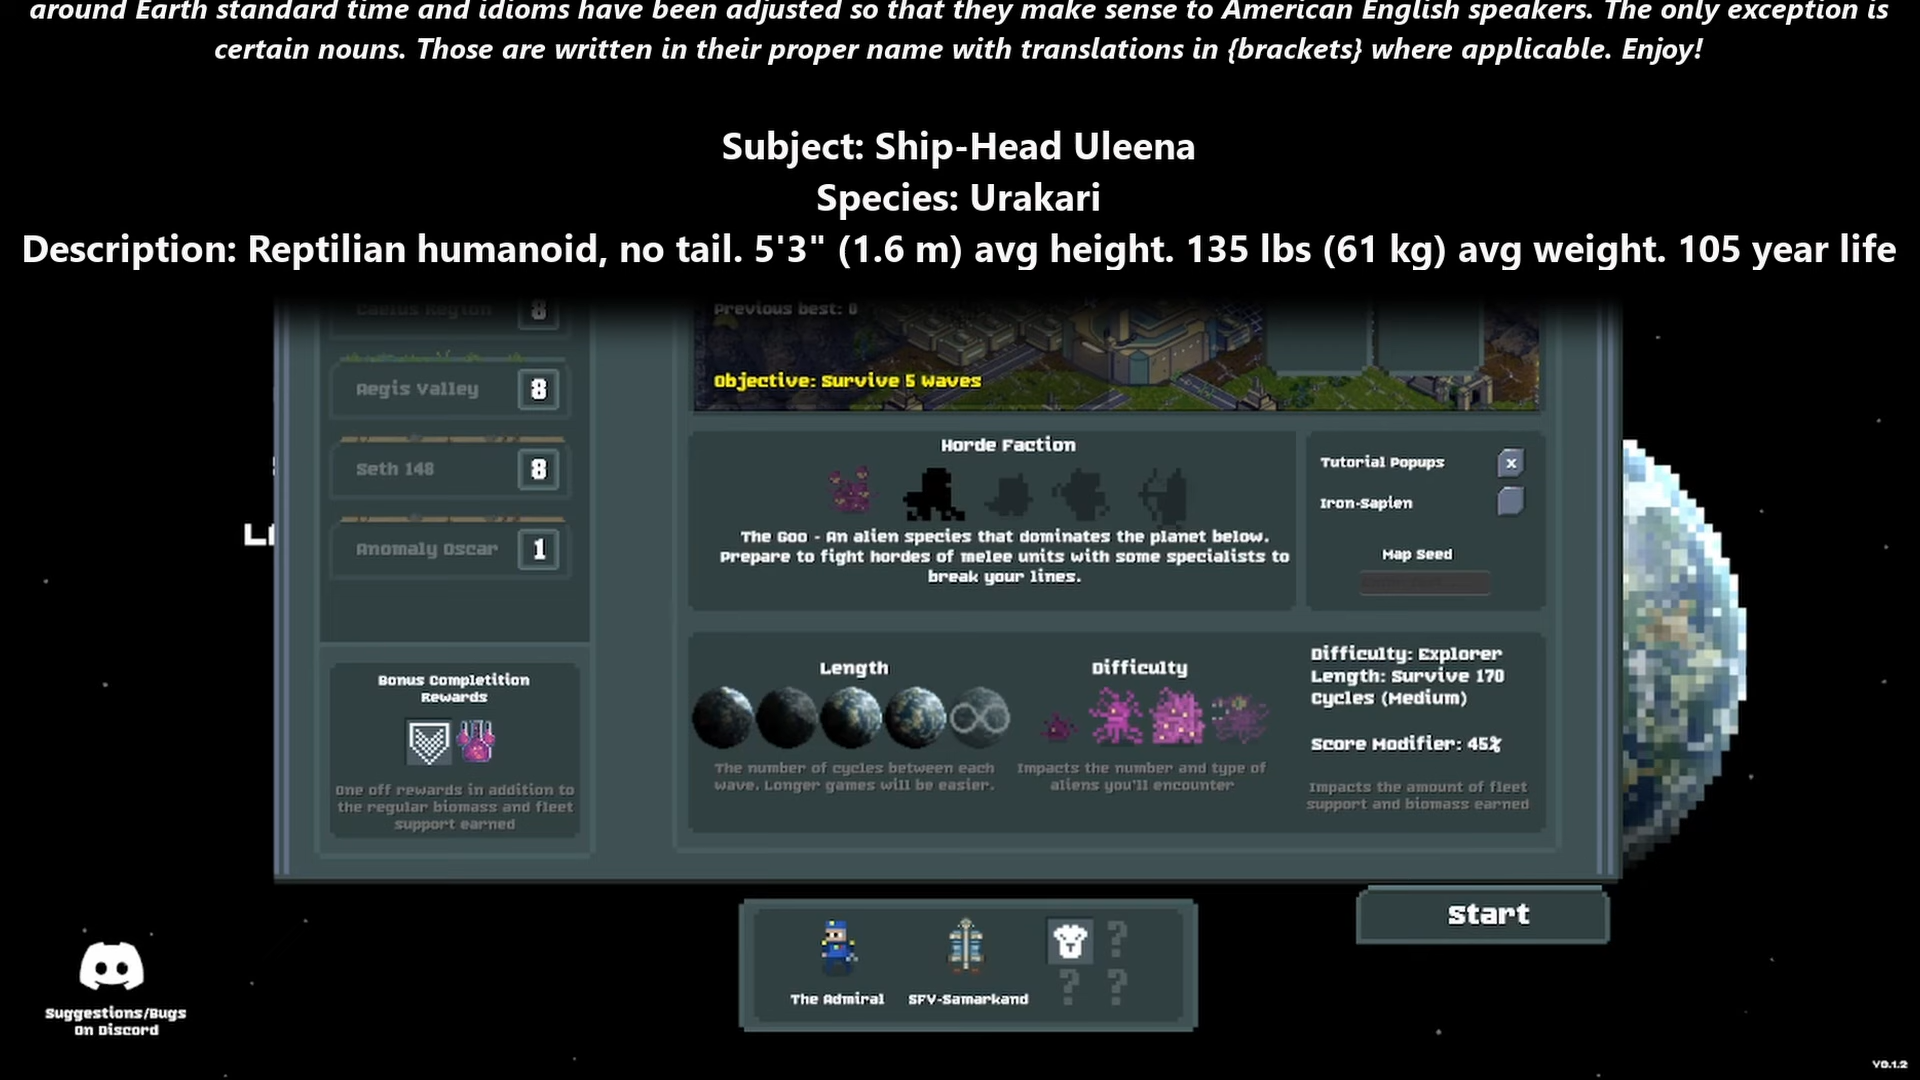 around Earth standard time and idioms have been adjusted so that they make sense to American English speakers. The only exception is
certain nouns. Those are written in their proper name with translations in {brackets} where applicable. Enjoy!
Subject: Ship-Head Uleena
Species: Urakari
Description: Reptilian humanoid, no tail. 5'3" (1.6 m) avg height. 135 lbs (61 kg) avg weight. 105 year life
Caelus Region 8
Aegis Valley 8
Seth 148 8
Anomaly Oscar 1
Bonus Completition
Rewards
One off rewards in addition to
the regular biomass and fleet
support earned
Previous best: 0
Objective: Survive 5 Waves
Horde Faction
The Goo - An alien species that dominates the planet below.
Prepare to fight hordes of melee units with some specialists to
break your lines.
Tutorial Popups x
Iron-Sapien
Map Seed
Length
The number of cycles between each
wave. Longer games will be easier.
Difficulty
Impacts the number and type of
aliens you'll encounter
Difficulty: Explorer
Length: Survive 170
Cycles (Medium)
Score Modifier: 45%
Impacts the amount of fleet
support and biomass earned
The Admiral
SFV-Samarkand
?
? ?
Start
Suggestions/Bugs
On Discord
V0.1.2